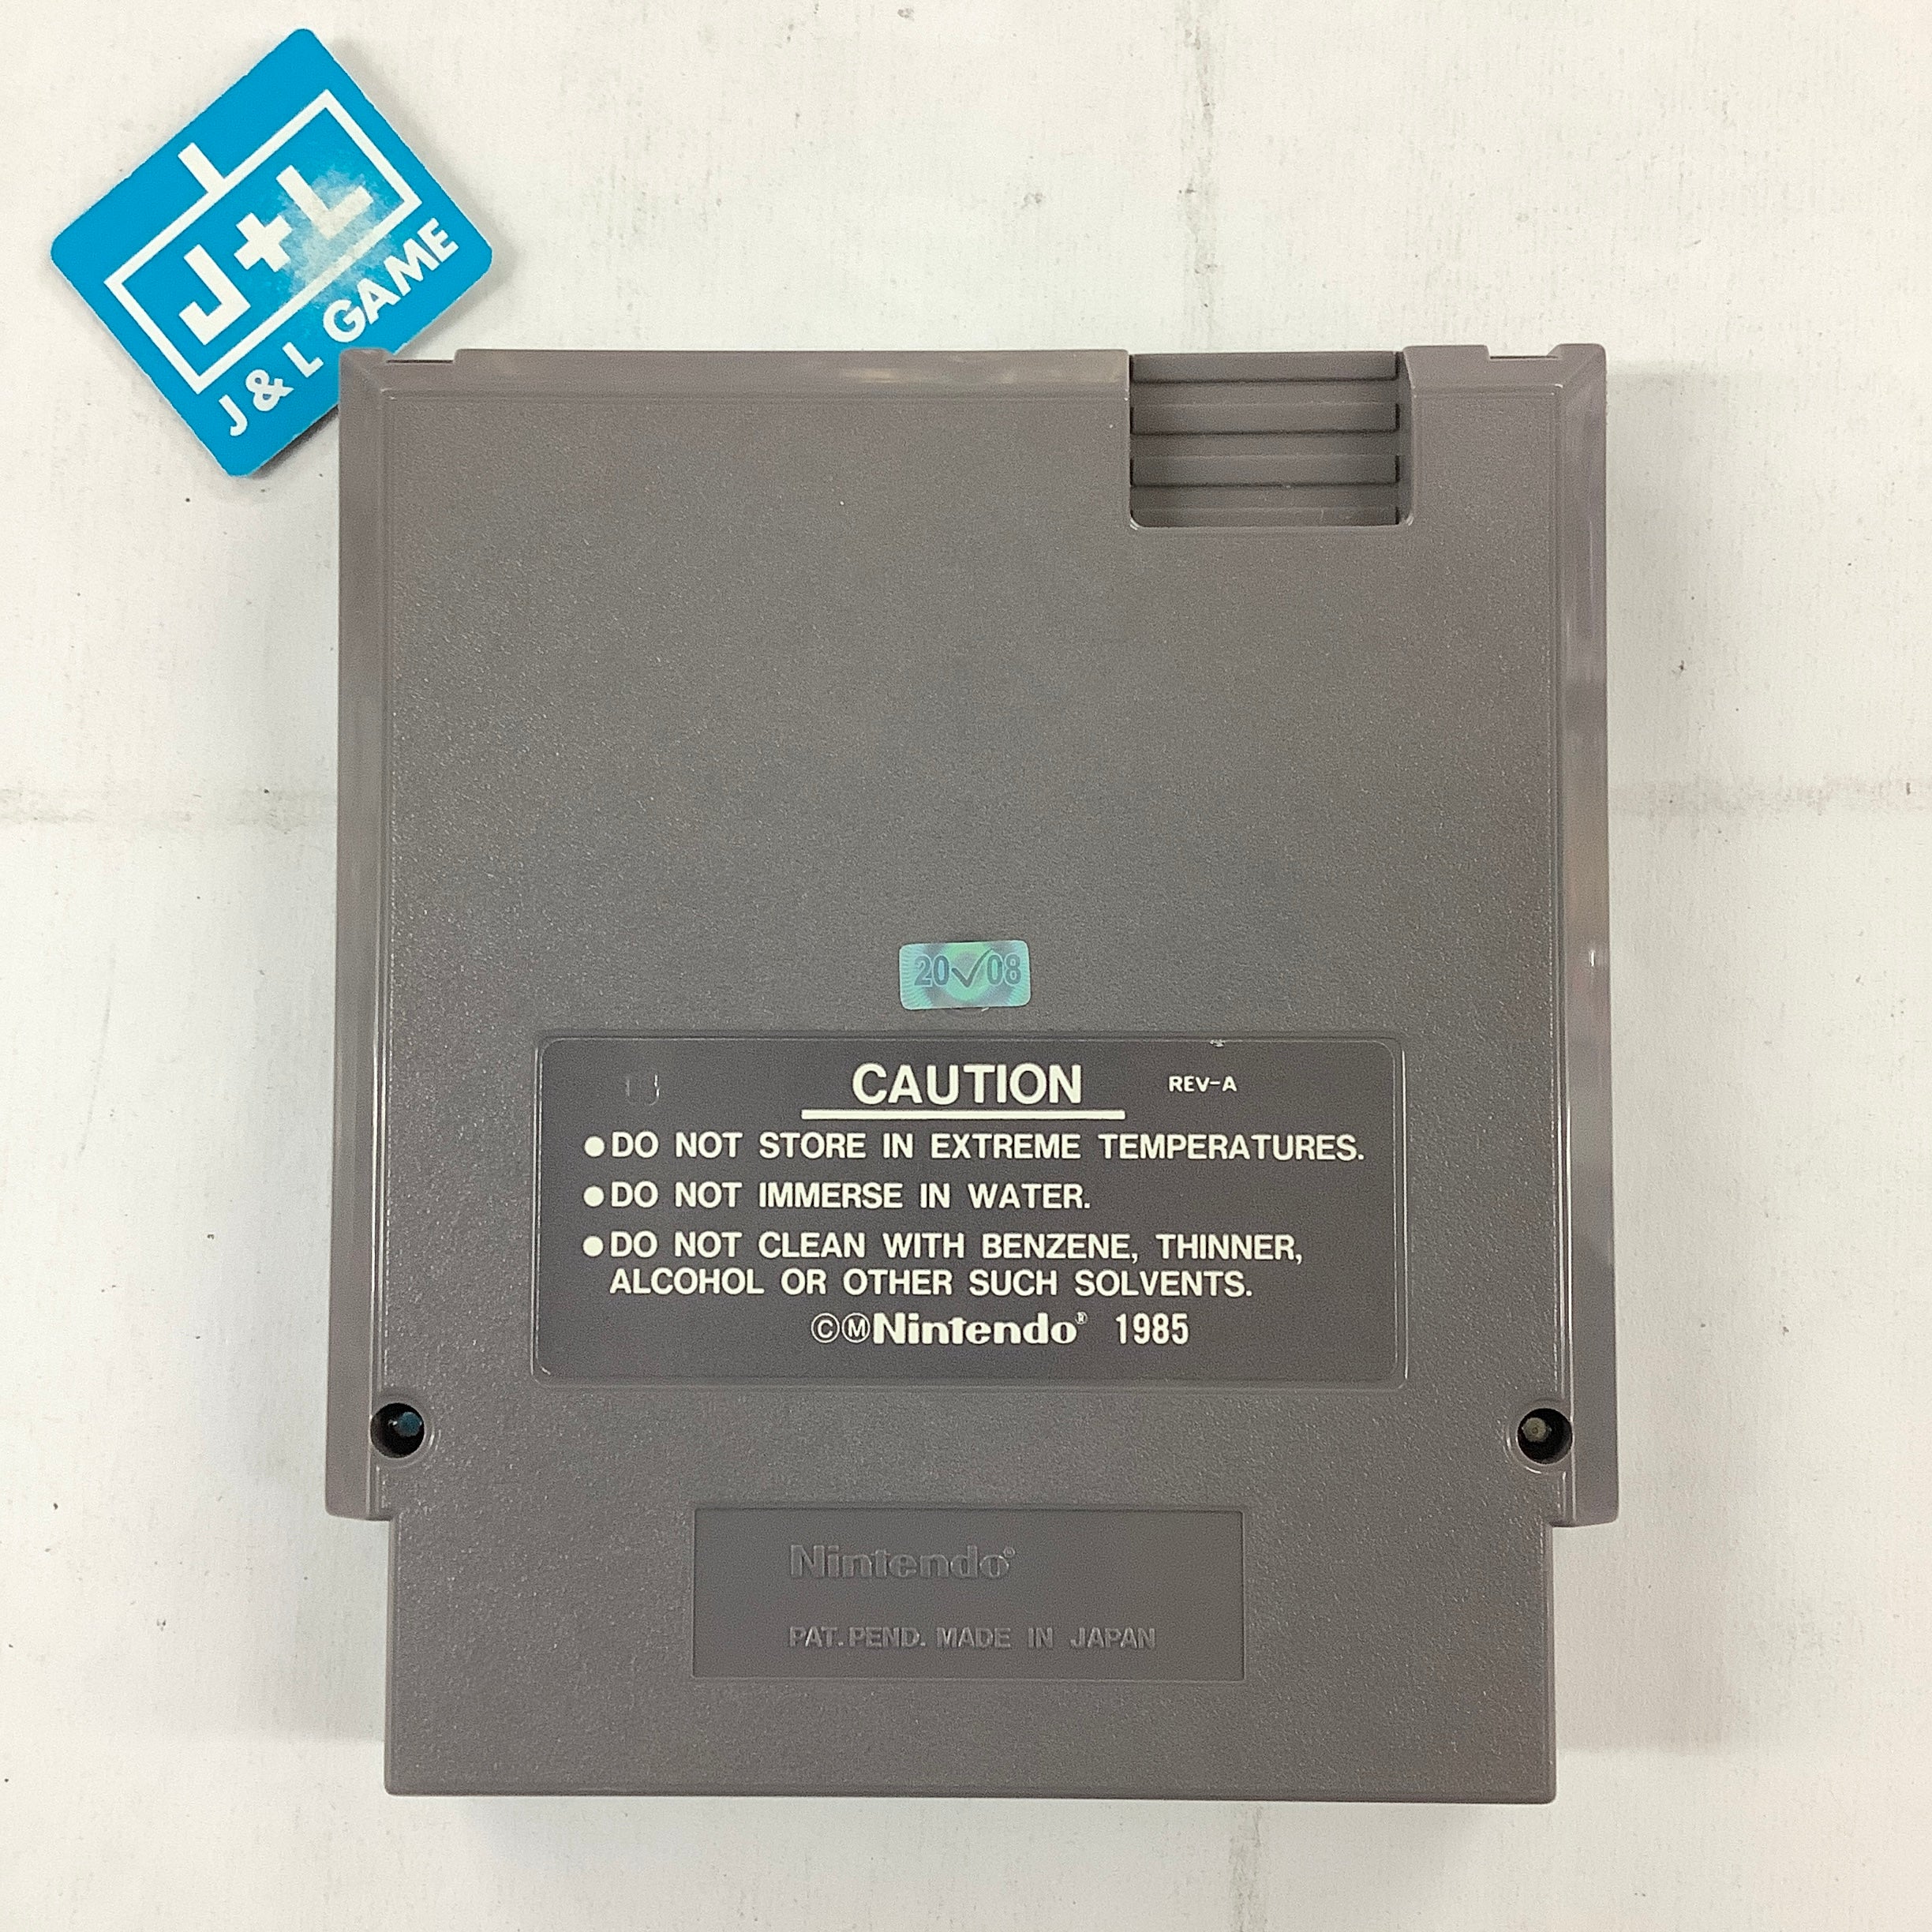 J+L
J & L GAME
20✓08
CAUTION REV-A
●DO NOT STORE IN EXTREME TEMPERATURES.
●DO NOT IMMERSE IN WATER.
●DO NOT CLEAN WITH BENZENE, THINNER,
ALCOHOL OR OTHER SUCH SOLVENTS.
©ⓂNintendo® 1985
Nintendo®
PAT. PEND. MADE IN JAPAN